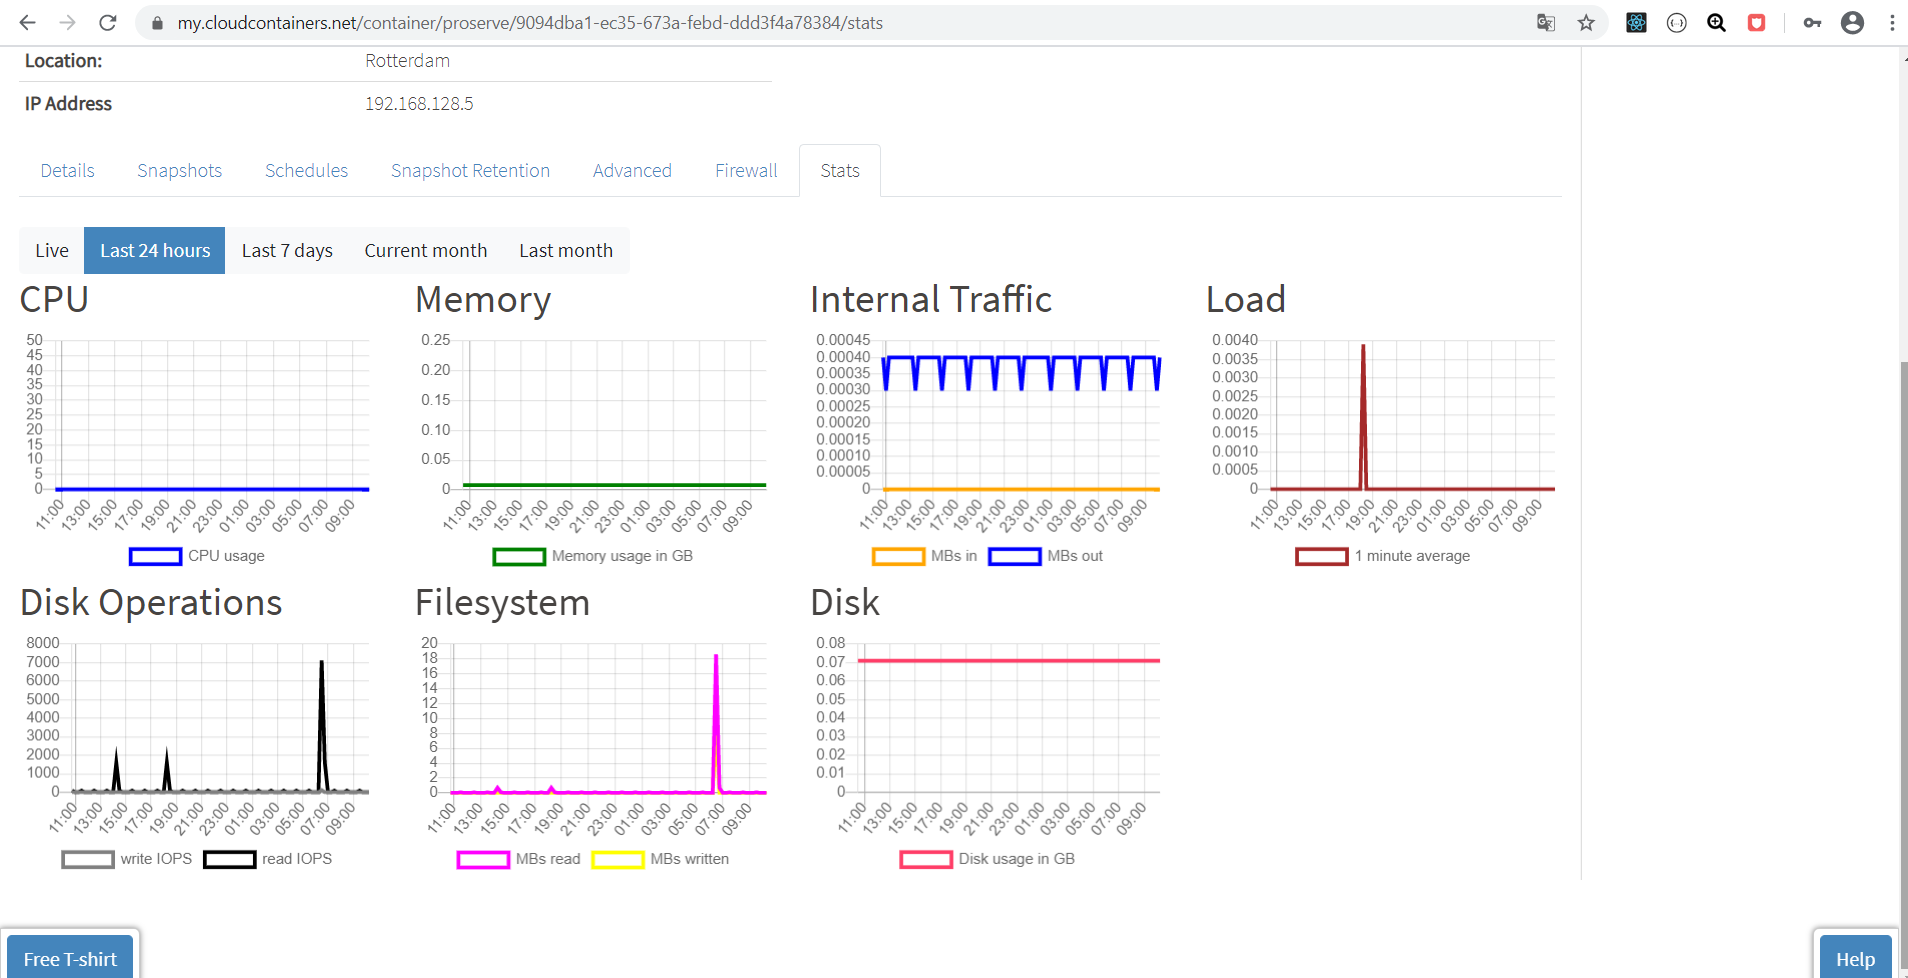 my.cloudcontainers.net/container/proserve/9094dba1-ec35-673a-febd-ddd3f4a78384/stats
Location: Rotterdam
IP Address 192.168.128.5
Details Snapshots Schedules Snapshot Retention Advanced Firewall Stats
Live Last 24 hours Last 7 days Current month Last month
CPU
50
45
40
35
30
25
20
15
10
5
0
11:00 13:00 15:00 17:00 19:00 21:00 23:00 01:00 03:00 05:00 07:00 09:00
CPU usage
Memory
0.25
0.20
0.15
0.10
0.05
0
11:00 13:00 15:00 17:00 19:00 21:00 23:00 01:00 03:00 05:00 07:00 09:00
Memory usage in GB
Internal Traffic
0.00045
0.00040
0.00035
0.00030
0.00025
0.00020
0.00015
0.00010
0.00005
0
11:00 13:00 15:00 17:00 19:00 21:00 23:00 01:00 03:00 05:00 07:00 09:00
MBs in MBs out
Load
0.0040
0.0035
0.0030
0.0025
0.0020
0.0015
0.0010
0.0005
0
11:00 13:00 15:00 17:00 19:00 21:00 23:00 01:00 03:00 05:00 07:00 09:00
1 minute average
Disk Operations
8000
7000
6000
5000
4000
3000
2000
1000
0
11:00 13:00 15:00 17:00 19:00 21:00 23:00 01:00 03:00 05:00 07:00 09:00
write IOPS read IOPS
Filesystem
20
18
16
14
12
10
8
6
4
2
0
11:00 13:00 15:00 17:00 19:00 21:00 23:00 01:00 03:00 05:00 07:00 09:00
MBs read MBs written
Disk
0.08
0.07
0.06
0.05
0.04
0.03
0.02
0.01
0
11:00 13:00 15:00 17:00 19:00 21:00 23:00 01:00 03:00 05:00 07:00 09:00
Disk usage in GB
Free T-shirt
Help